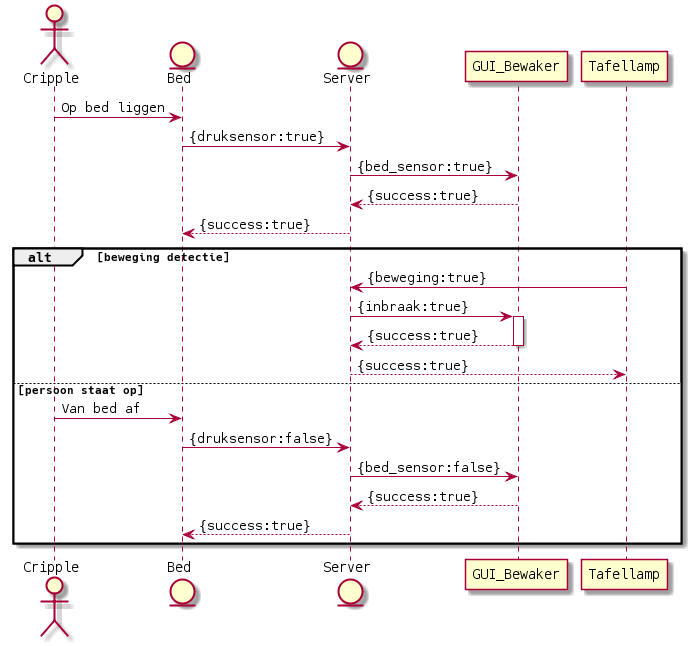 Cripple
Bed
Server
GUI_Bewaker
Tafellamp
Op bed liggen
{druksensor:true}
{bed_sensor:true}
{success:true}
{success:true}
alt [beweging detectie]
{beweging:true}
{inbraak:true}
{success:true}
{success:true}
[persoon staat op]
Van bed af
{druksensor:false}
{bed_sensor:false}
{success:true}
{success:true}
Cripple
Bed
Server
GUI_Bewaker
Tafellamp